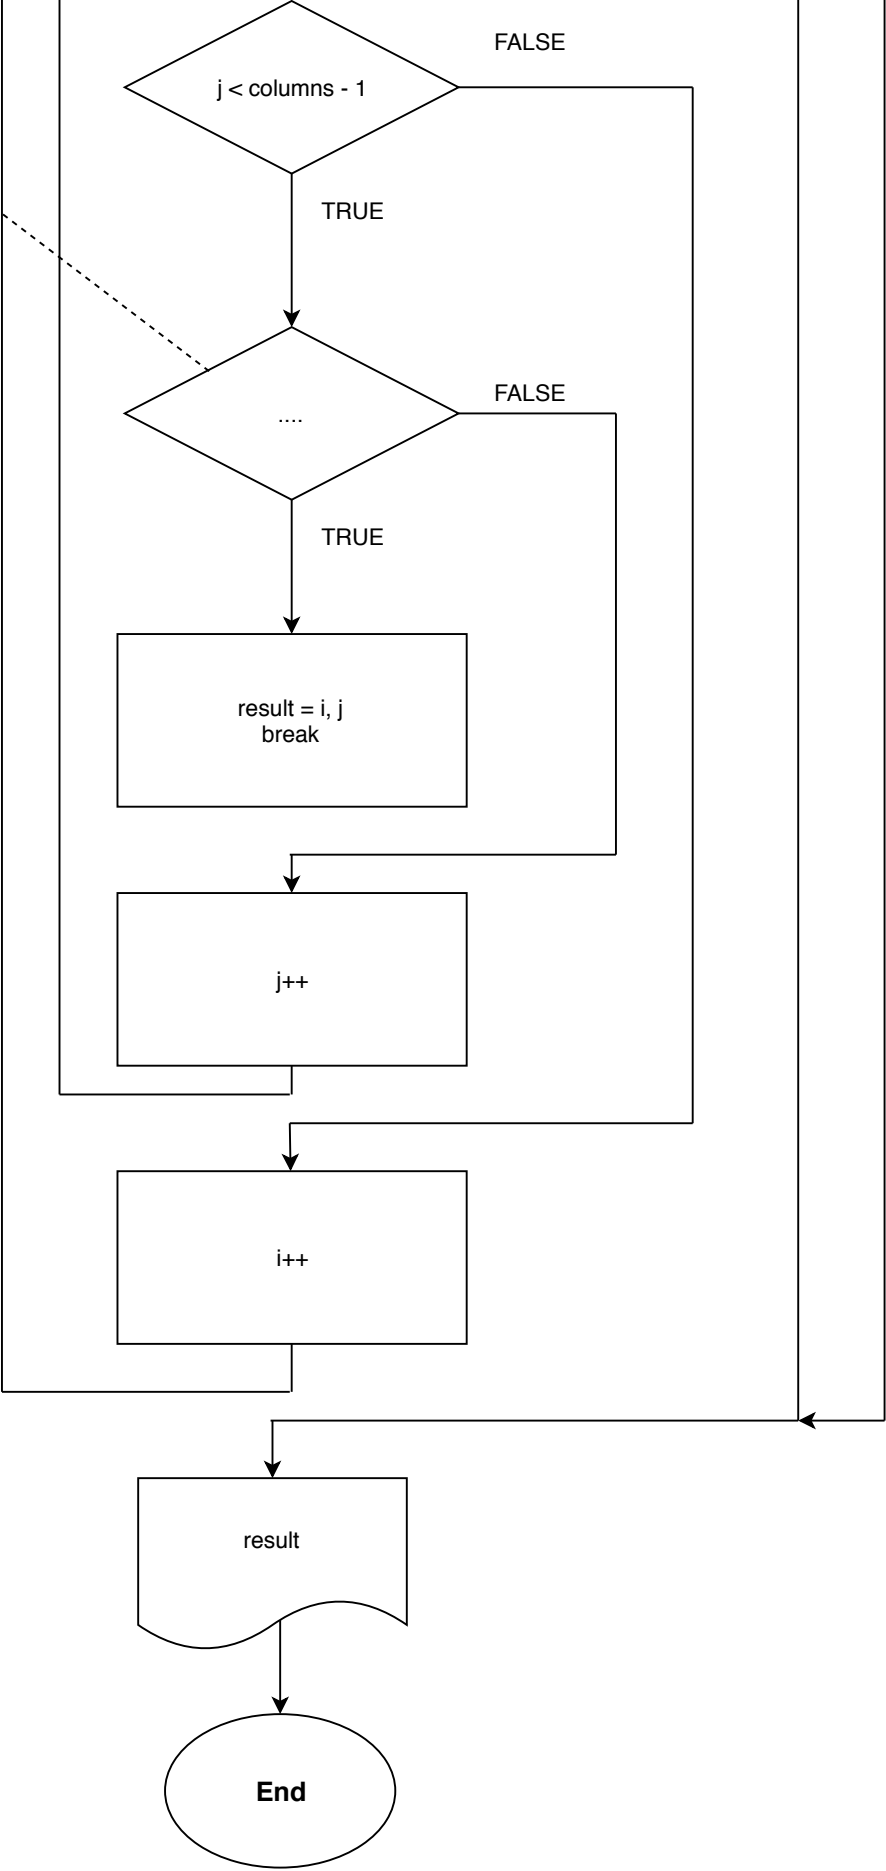 FALSE
j < columns - 1
TRUE
FALSE
....
TRUE
result = i, j
break
j++
i++
result
End